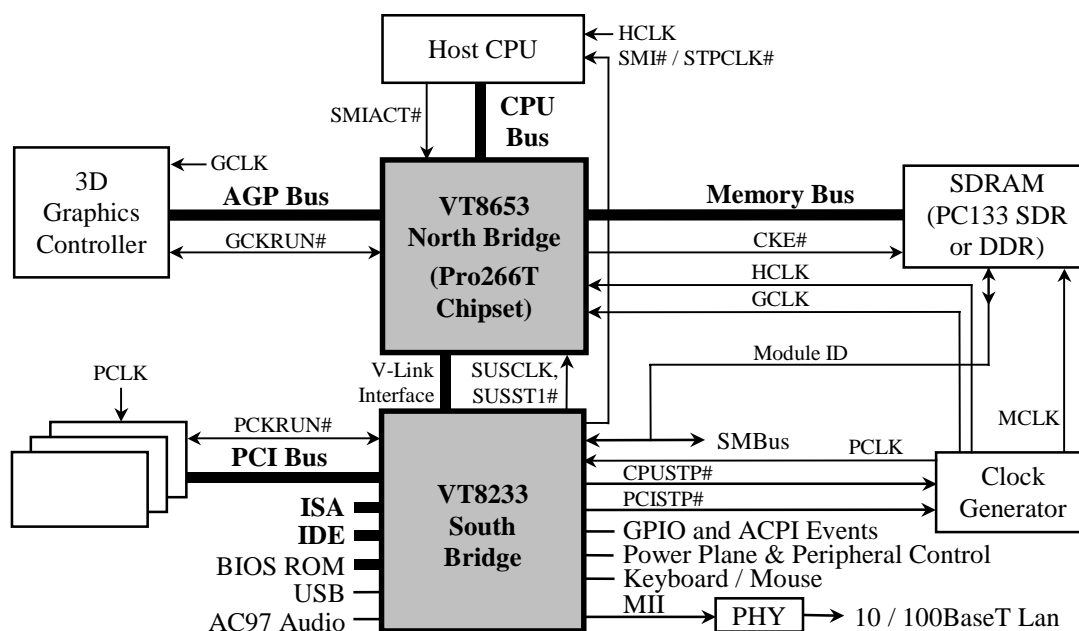 Host CPU
HCLK
SMI# / STPCLK#
SMIACT#
CPU
Bus
3D
Graphics
Controller
GCLK
AGP Bus
GCKRUN#
VT8653
North Bridge
(Pro266T
Chipset)
Memory Bus
CKE#
HCLK
GCLK
SDRAM
(PC133 SDR
or DDR)
Module ID
MCLK
V-Link
Interface
SUSCLK,
SUSST1#
PCLK
PCKRUN#
PCI Bus
ISA
IDE
BIOS ROM
USB
AC97 Audio
VT8233
South
Bridge
SMBus
PCLK
CPUSTP#
PCISTP#
Clock
Generator
GPIO and ACPI Events
Power Plane & Peripheral Control
Keyboard / Mouse
MII
PHY
10 / 100BaseT Lan